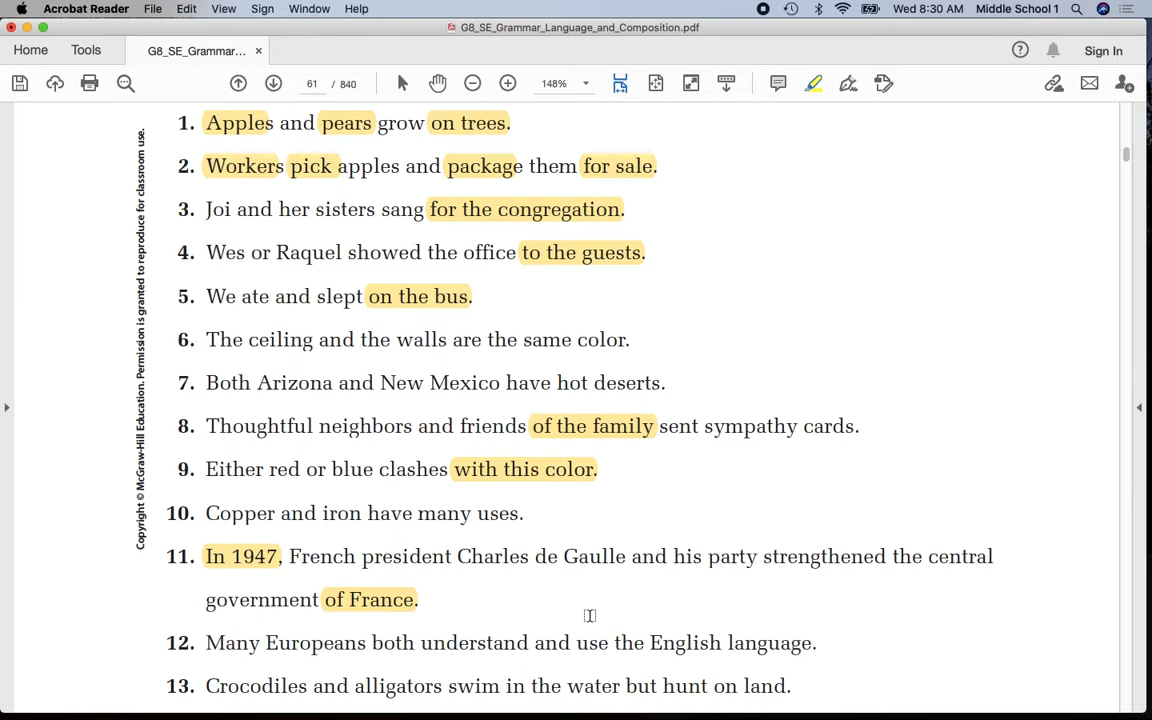 Acrobat Reader File Edit View Sign Window Help Wed 8:30 AM Middle School 1
G8_SE_Grammar_Language_and_Composition.pdf
Home Tools G8_SE_Grammar... × Sign In
61 / 840 148%
Copyright © McGraw-Hill Education. Permission is granted to reproduce for classroom use.
1. Apples and pears grow on trees.
2. Workers pick apples and package them for sale.
3. Joi and her sisters sang for the congregation.
4. Wes or Raquel showed the office to the guests.
5. We ate and slept on the bus.
6. The ceiling and the walls are the same color.
7. Both Arizona and New Mexico have hot deserts.
8. Thoughtful neighbors and friends of the family sent sympathy cards.
9. Either red or blue clashes with this color.
10. Copper and iron have many uses.
11. In 1947, French president Charles de Gaulle and his party strengthened the central
government of France.
12. Many Europeans both understand and use the English language.
13. Crocodiles and alligators swim in the water but hunt on land.